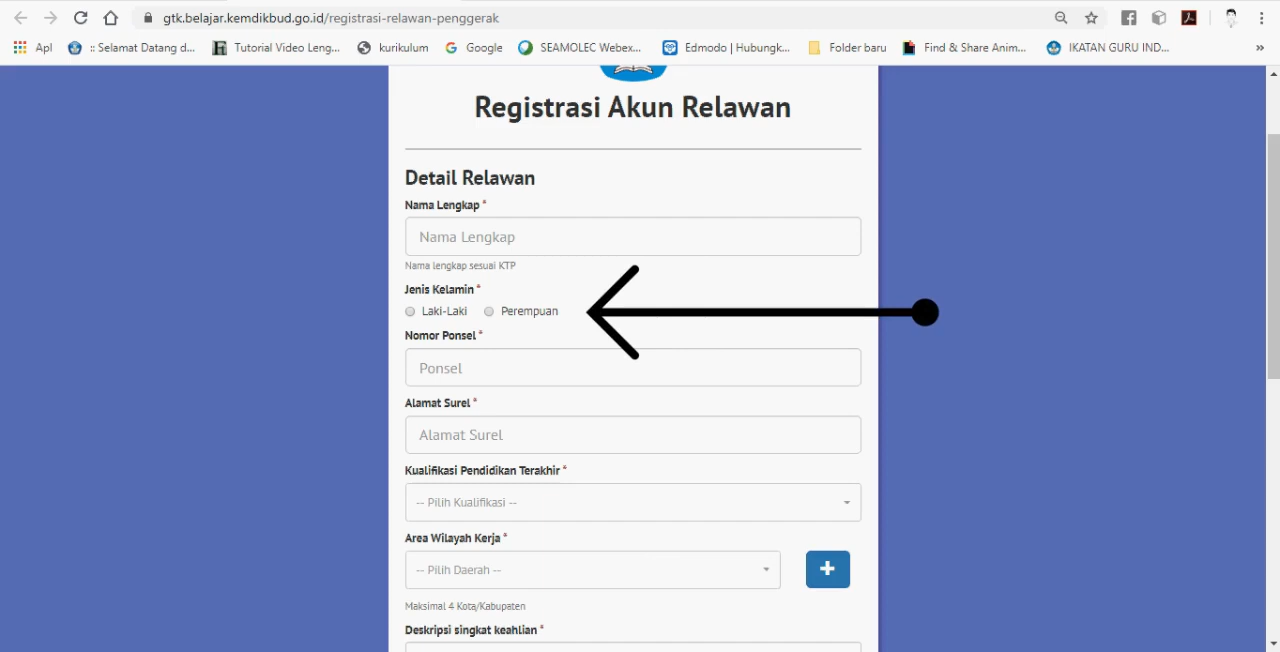 gtk.belajar.kemdikbud.go.id/registrasi-relawan-penggerak
Apl :: Selamat Datang d... Tutorial Video Leng... kurikulum Google SEAMOLEC Webex... Edmodo | Hubungk... Folder baru Find & Share Anim... IKATAN GURU IND... »
Registrasi Akun Relawan
Detail Relawan
Nama Lengkap *
Nama Lengkap
Nama lengkap sesuai KTP
Jenis Kelamin *
Laki-Laki Perempuan
Nomor Ponsel *
Ponsel
Alamat Surel *
Alamat Surel
Kualifikasi Pendidikan Terakhir *
-- Pilih Kualifikasi --
Area Wilayah Kerja *
-- Pilih Daerah --
Maksimal 4 Kota/Kabupaten
Deskripsi singkat keahlian *